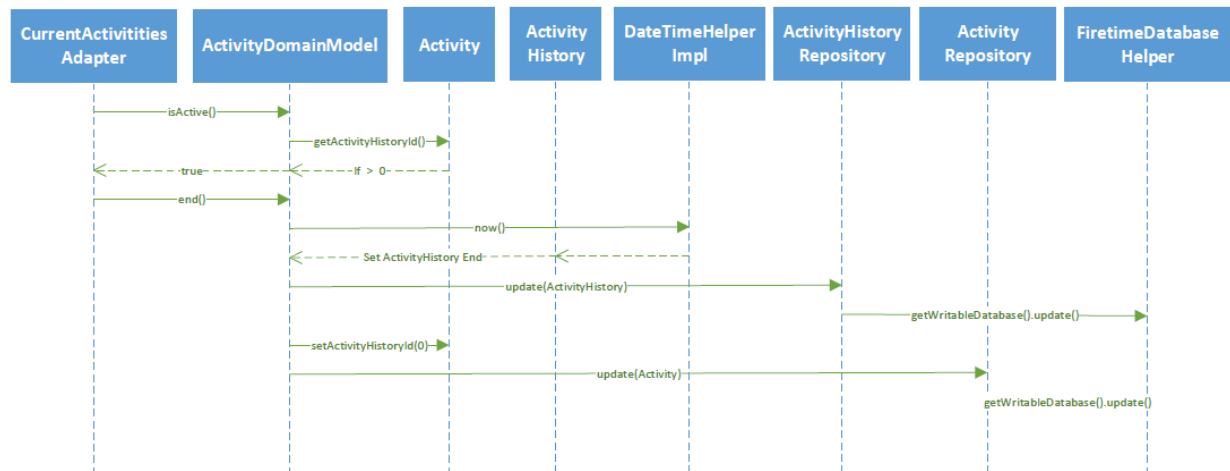 CurrentActivitities
Adapter
ActivityDomainModel
Activity
Activity
History
DateTimeHelper
Impl
ActivityHistory
Repository
Activity
Repository
FiretimeDatabase
Helper
isActive()
getActivityHistoryId()
true
If > 0
end()
now()
Set ActivityHistory End
update(ActivityHistory)
getWritableDatabase().update()
setActivityHistoryId(0)
update(Activity)
getWritableDatabase().update()